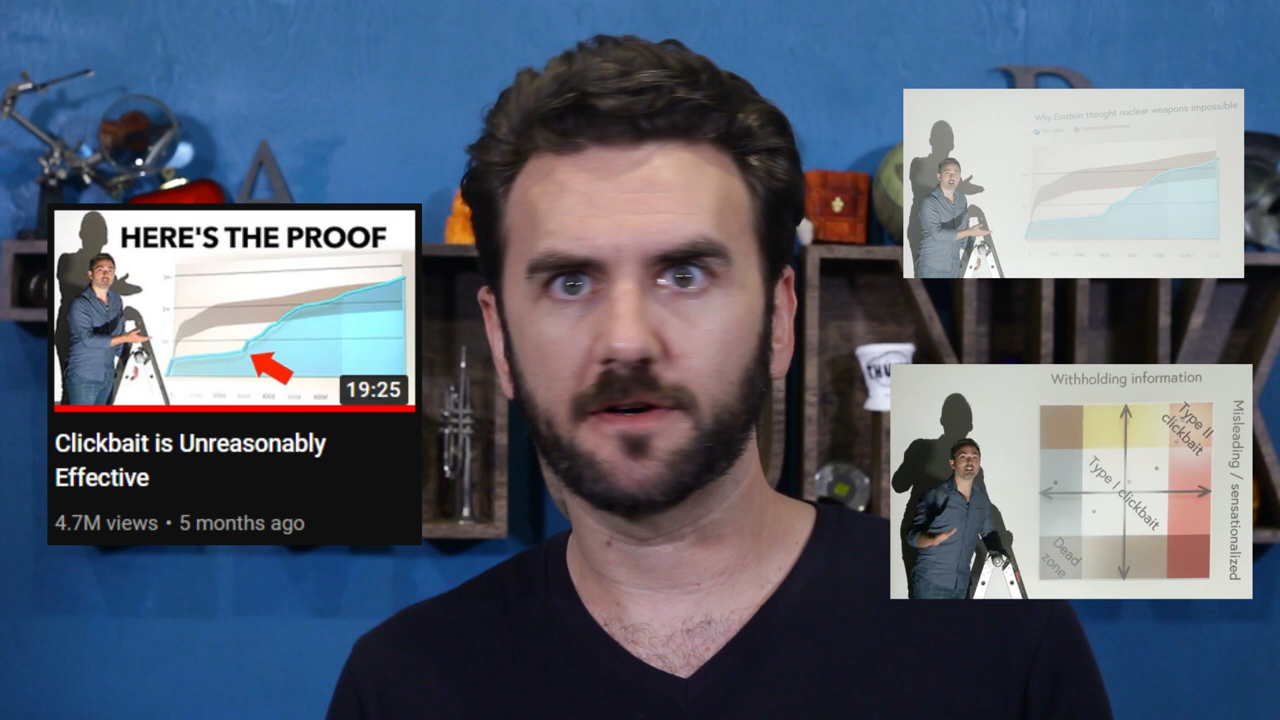 HERE'S THE PROOF
19:25
Clickbait is Unreasonably
Effective
4.7M views • 5 months ago
Why Einstein thought nuclear weapons impossible
Withholding information
Type II
clickbait
Type I clickbait
Dead
zone
Misleading / sensationalized
A